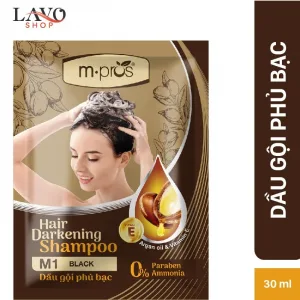 LAVO
SHOP
m·pros
Hair
Darkening
Shampoo
M1 BLACK
Dầu gội phủ bạc
E
Argan oil & Vitamin E
0% Paraben
Ammonia
DẦU GỘI PHỦ BẠC
30 ml